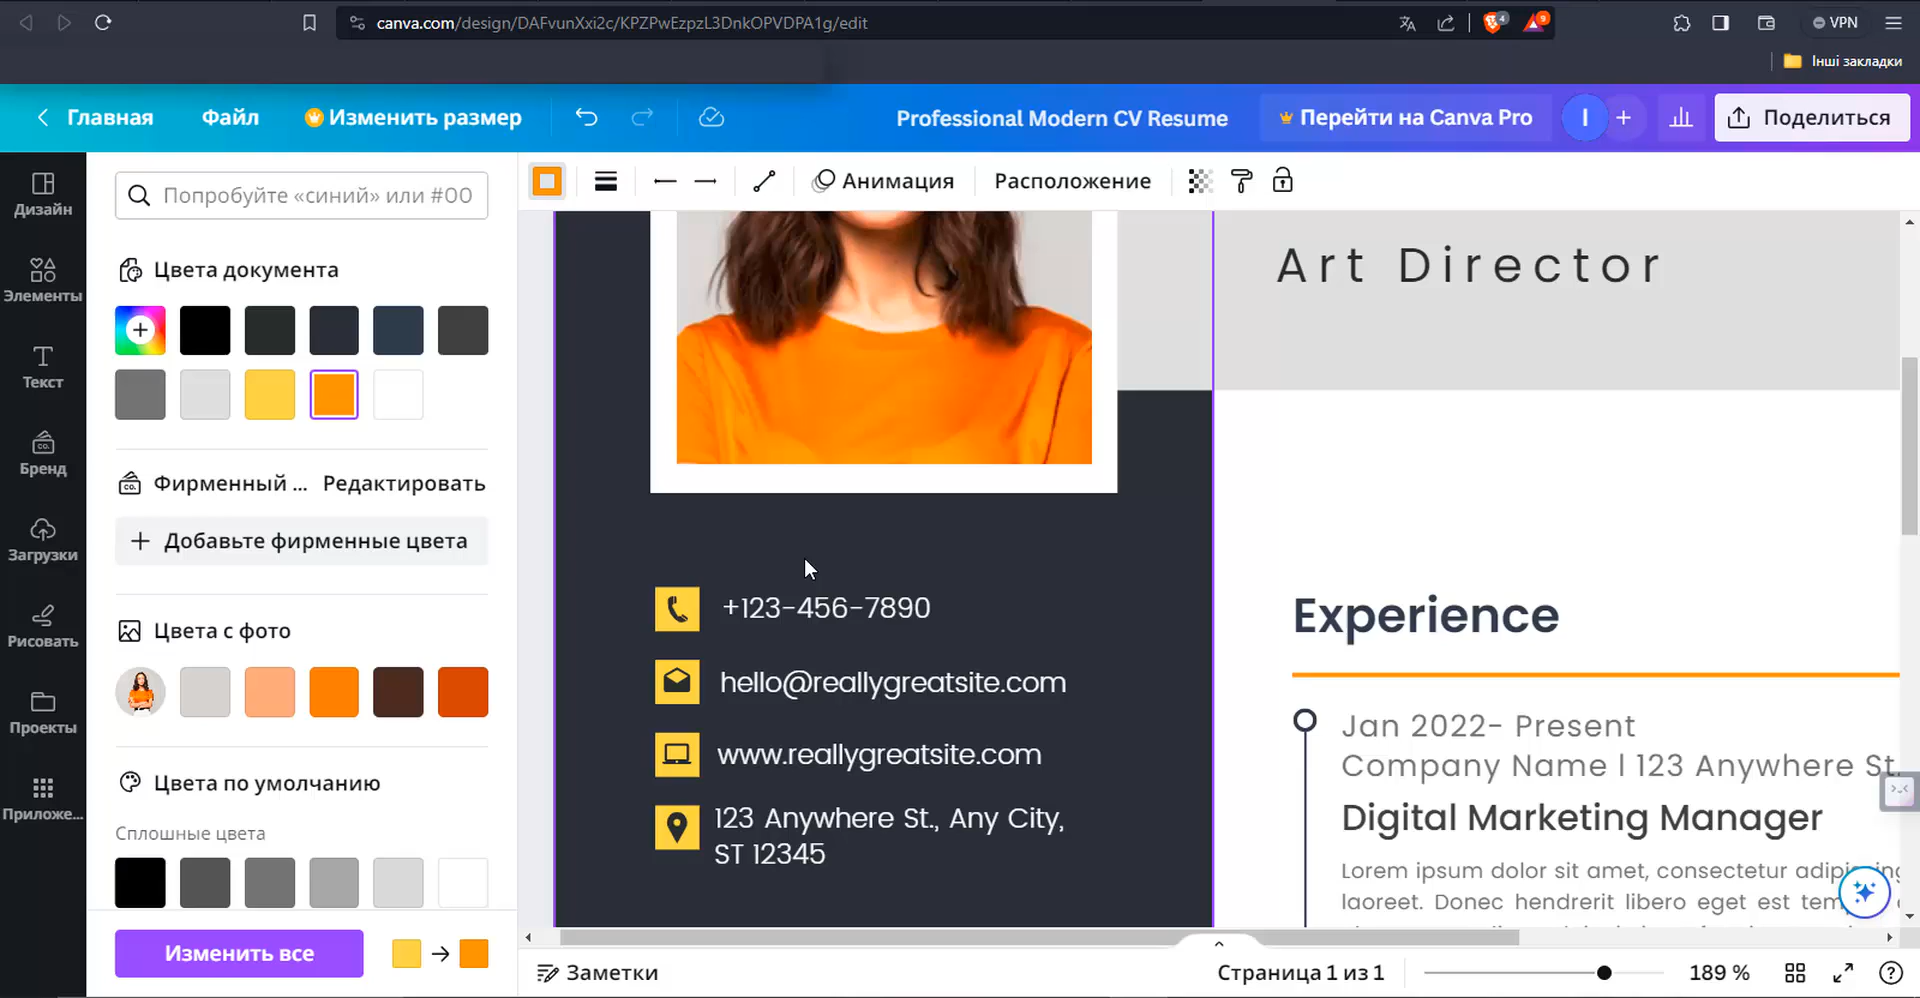 canva.com/design/DAFvunXxi2c/KPZPwEzpzL3DnkOPVDPA1g/edit
4
9
VPN
Інші закладки
Главная
Файл
Изменить размер
Professional Modern CV Resume
Перейти на Canva Pro
I
+
Поделиться
Дизайн
Элементы
Текст
Бренд
Загрузки
Рисовать
Проекты
Приложе...
Попробуйте «синий» или #00
Цвета документа
Фирменный ... Редактировать
+ Добавьте фирменные цвета
Цвета с фото
Цвета по умолчанию
Сплошные цвета
Изменить все
Анимация
Расположение
Art Director
+123-456-7890
hello@reallygreatsite.com
www.reallygreatsite.com
123 Anywhere St., Any City,
ST 12345
Experience
Jan 2022- Present
Company Name l 123 Anywhere St.
Digital Marketing Manager
Lorem ipsum dolor sit amet, consectetur
laoreet. Donec hendrerit libero eget est
Заметки
Страница 1 из 1
189 %